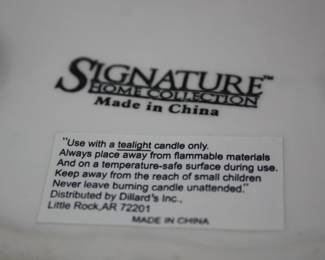 SIGNATURE™
HOME COLLECTION
Made in China
"Use with a tealight candle only.
Always place away from flammable materials
And on a temperature-safe surface during use.
Keep away from the reach of small children
Never leave burning candle unattended."
Distributed by Dillard's Inc.,
Little Rock,AR 72201
MADE IN CHINA